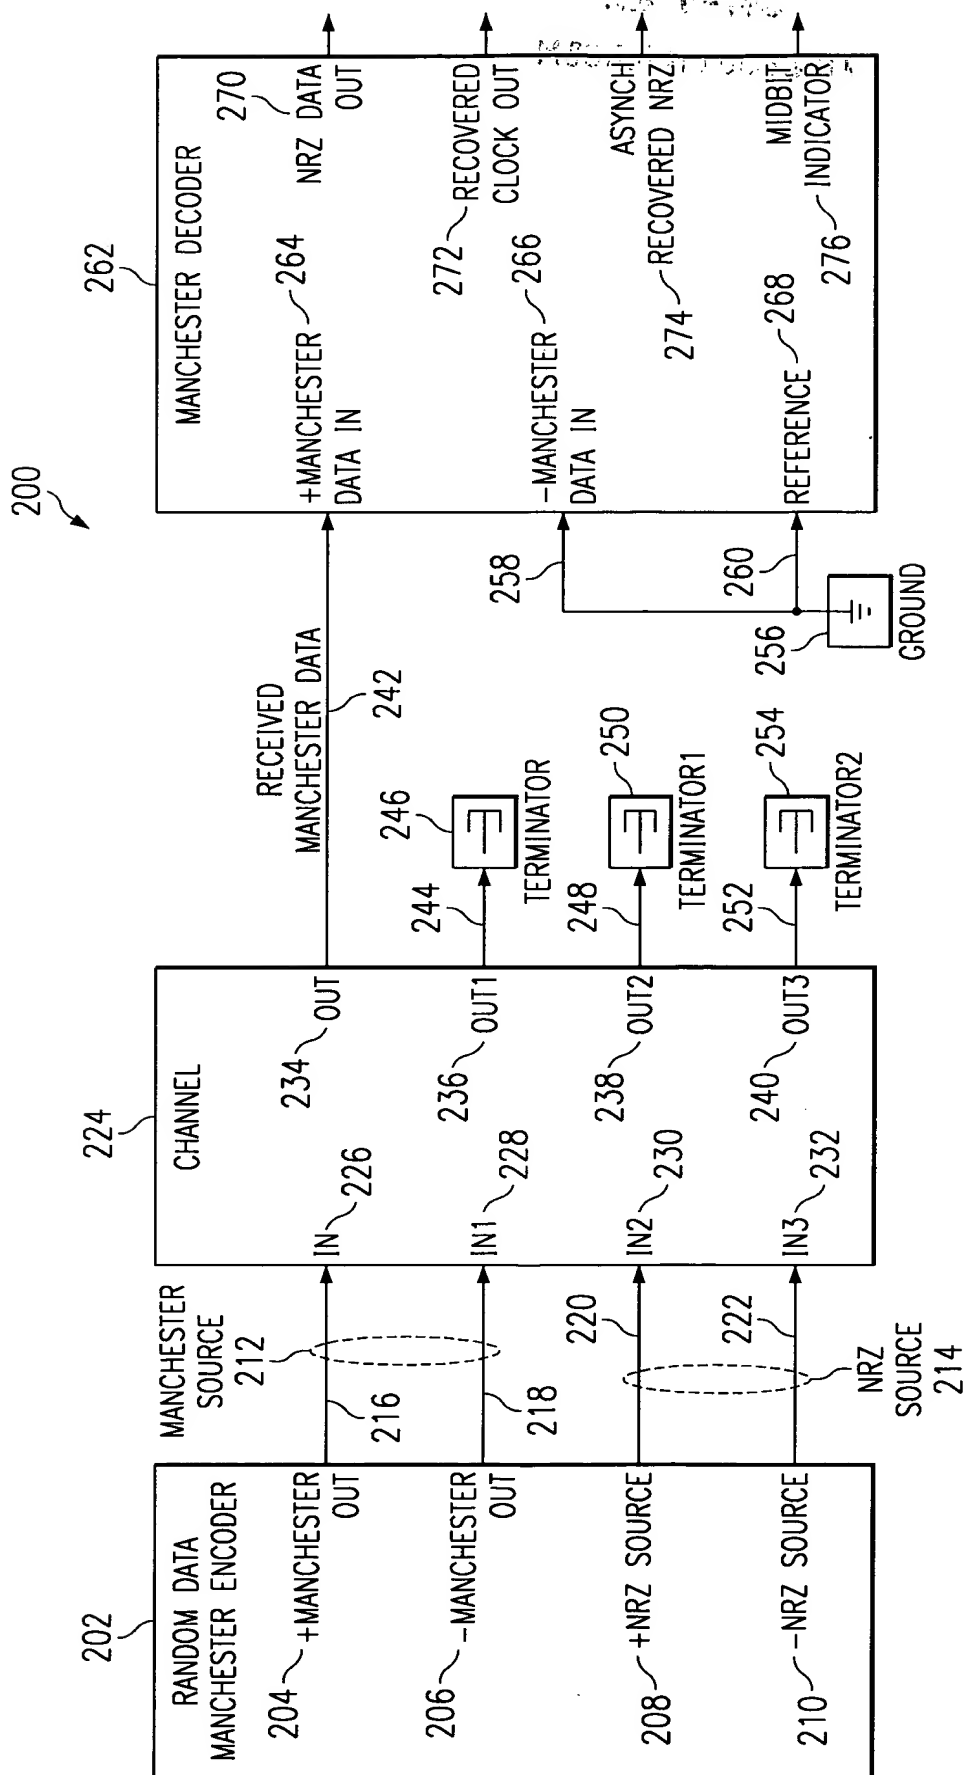 200
202
RANDOM DATA
MANCHESTER ENCODER
204
+MANCHESTER
OUT
206
-MANCHESTER
OUT
208
+NRZ SOURCE
210
-NRZ SOURCE
MANCHESTER
SOURCE
212
216
218
220
222
NRZ
SOURCE
214
224
CHANNEL
IN
226
IN1
228
IN2
230
IN3
232
234
OUT
236
OUT1
238
OUT2
240
OUT3
RECEIVED
MANCHESTER DATA
242
244
246
TERMINATOR
248
250
TERMINATOR1
252
254
TERMINATOR2
256
GROUND
258
260
262
MANCHESTER DECODER
+MANCHESTER
DATA IN
264
-MANCHESTER
DATA IN
266
REFERENCE
268
270
NRZ DATA
OUT
272
RECOVERED
CLOCK OUT
274
ASYNCH
RECOVERED NRZ
276
MIDBIT
INDICATOR